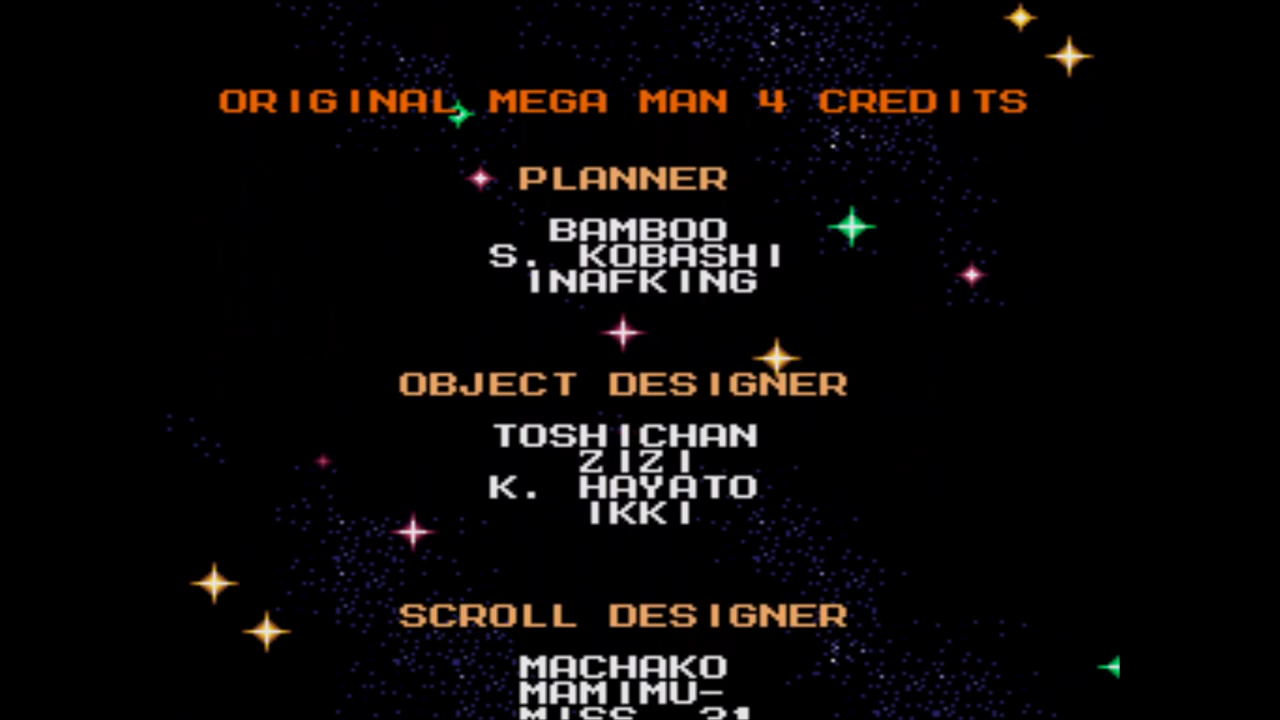 ORIGINAL MEGA MAN 4 CREDITS
PLANNER
BAMBOO
S. KOBASHI
INAFKING
OBJECT DESIGNER
TOSHICHAN
ZIZI
K. HAYATO
IKKI
SCROLL DESIGNER
MACHAKO
MAMIMU-
MISS